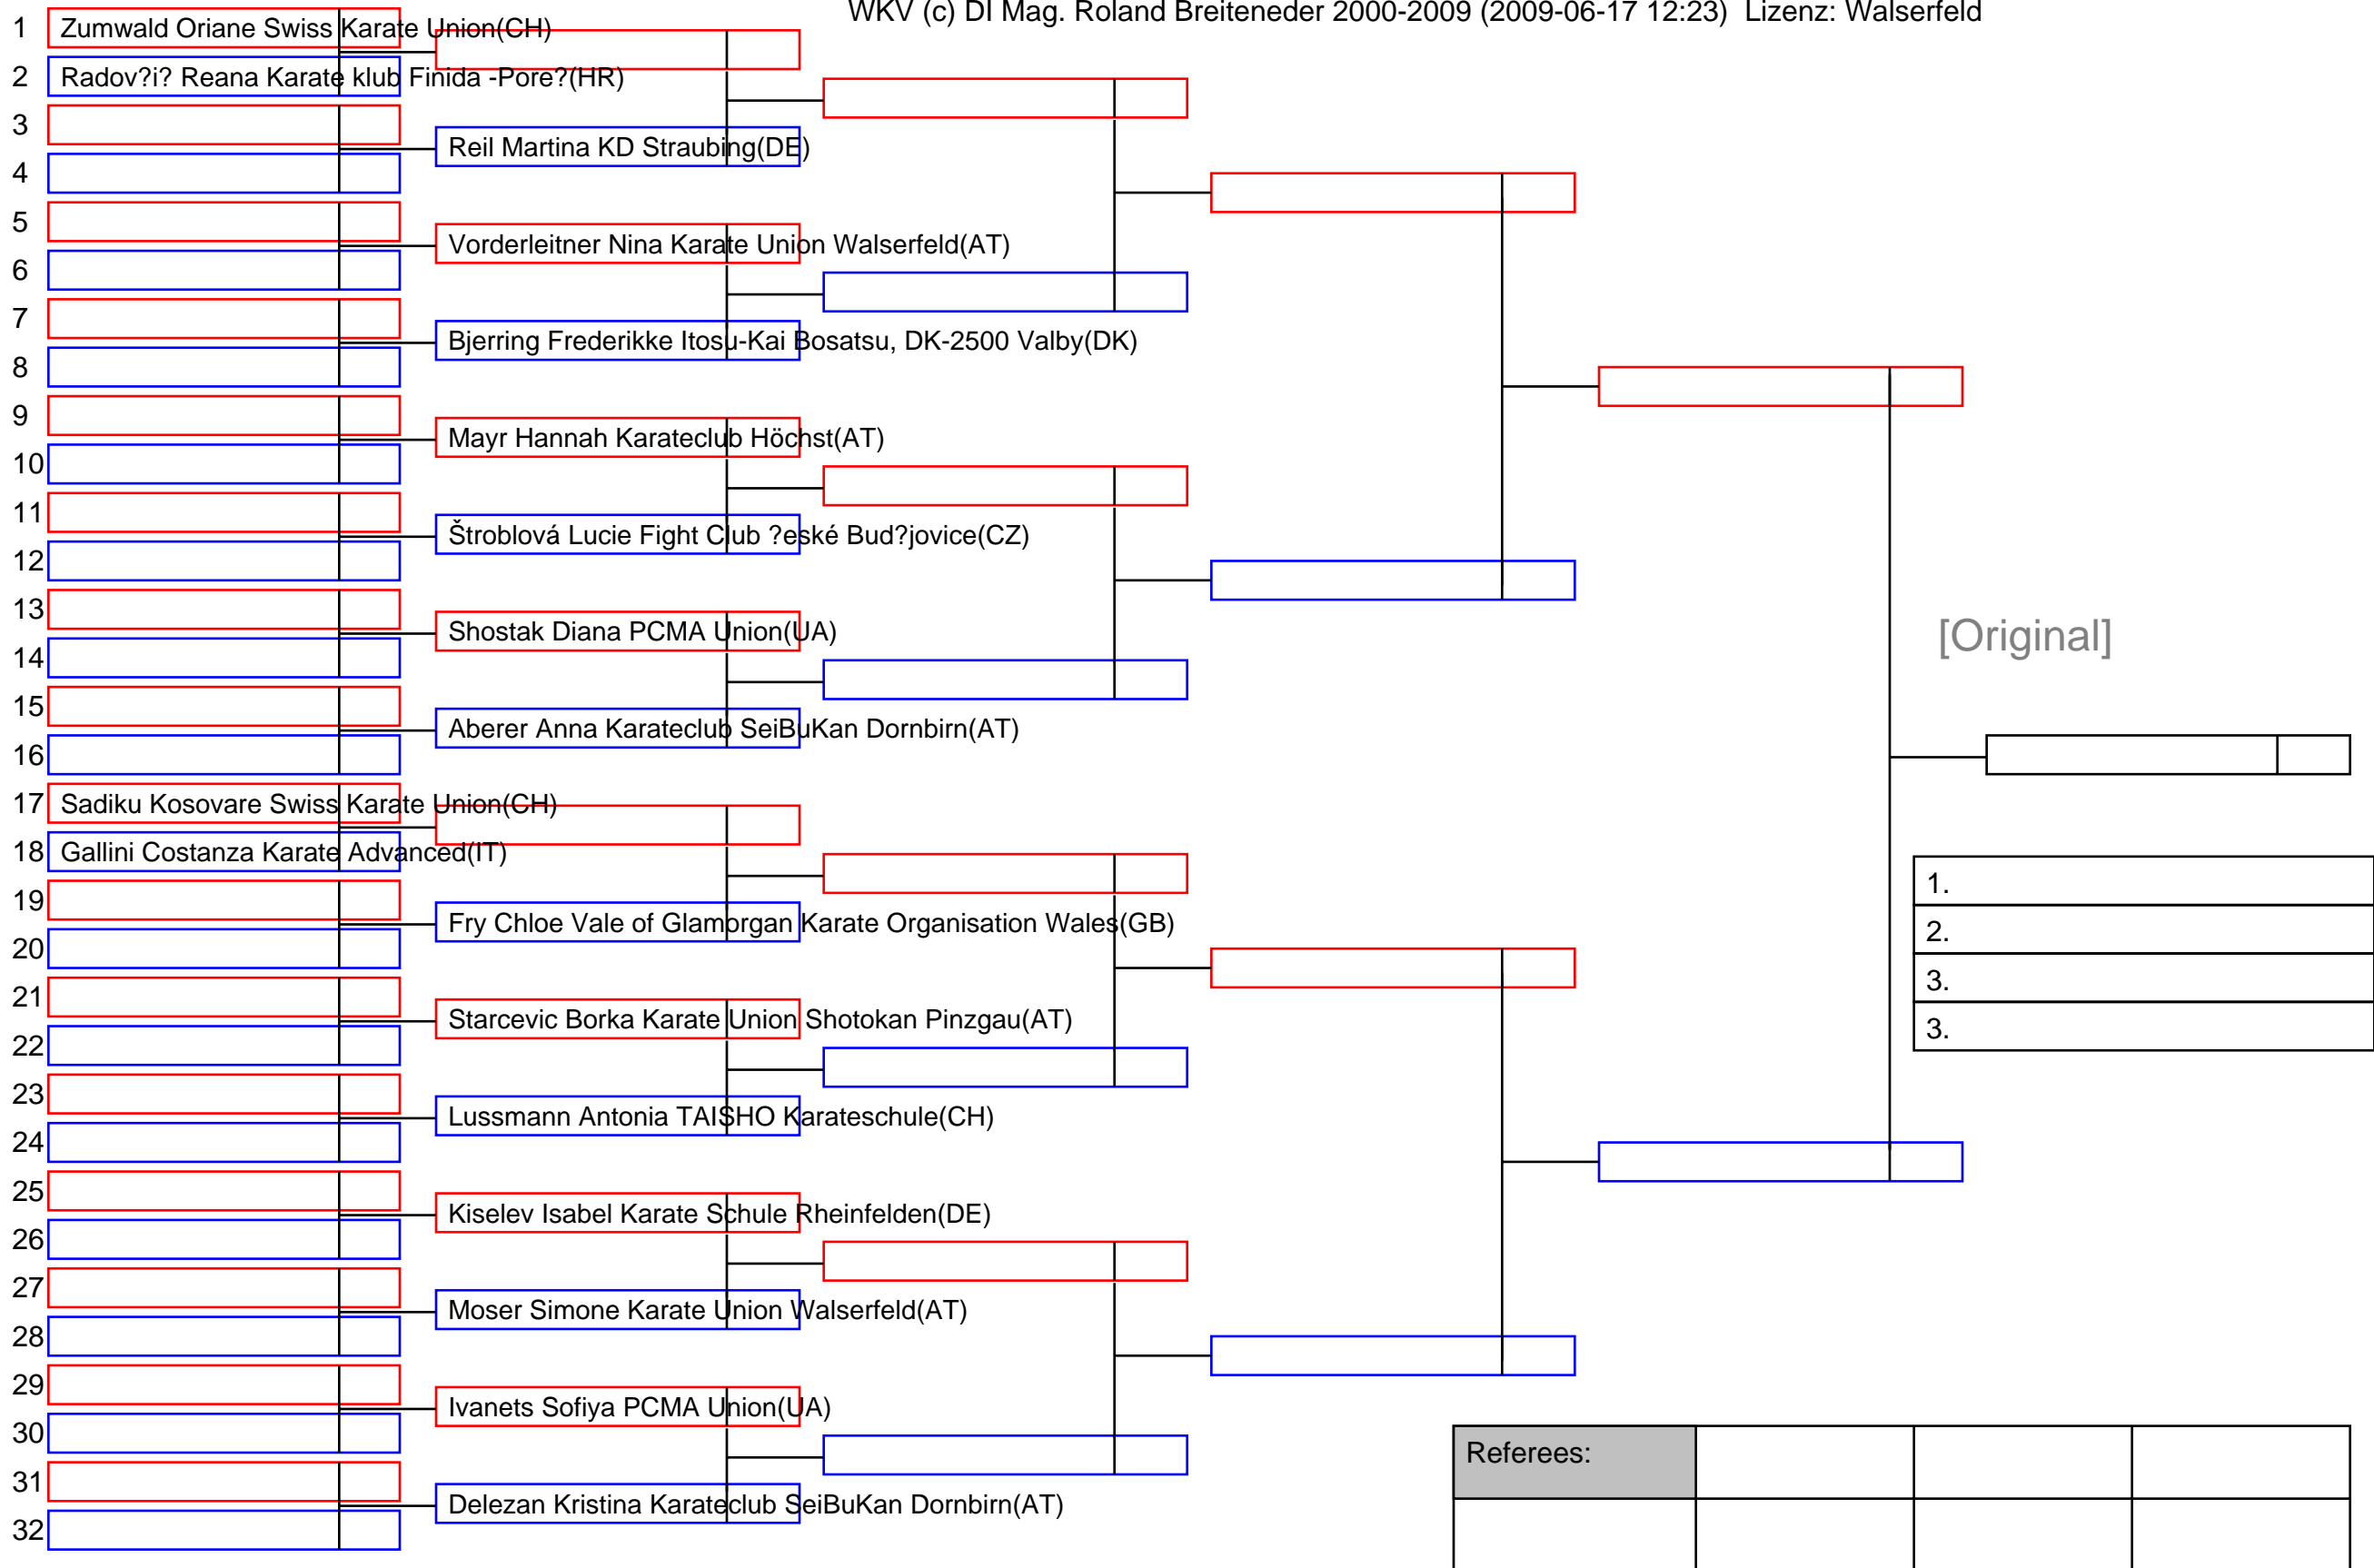 WKV (c) DI Mag. Roland Breiteneder 2000-2009 (2009-06-17 12:23) Lizenz: Walserfeld
1 Zumwald Oriane Swiss Karate Union(CH)
2 Radov?i? Reana Karate klub Finida -Pore?(HR)
3
Reil Martina KD Straubing(DE)
4
5
Vorderleitner Nina Karate Union Walserfeld(AT)
6
7
Bjerring Frederikke Itosu-Kai Bosatsu, DK-2500 Valby(DK)
8
9
Mayr Hannah Karateclub Höchst(AT)
10
11
Štroblová Lucie Fight Club ?eské Bud?jovice(CZ)
12
13
Shostak Diana PCMA Union(UA)
[Original]
14
15
Aberer Anna Karateclub SeiBuKan Dornbirn(AT)
16
17 Sadiku Kosovare Swiss Karate Union(CH)
18 Gallini Costanza Karate Advanced(IT)
1.
19
Fry Chloe Vale of Glamorgan Karate Organisation Wales(GB)
2.
20
3.
21
Starcevic Borka Karate Union Shotokan Pinzgau(AT)
3.
22
23
Lussmann Antonia TAISHO Karateschule(CH)
24
25
Kiselev Isabel Karate Schule Rheinfelden(DE)
26
27
Moser Simone Karate Union Walserfeld(AT)
28
29
Ivanets Sofiya PCMA Union(UA)
30
Referees:
31
Delezan Kristina Karateclub SeiBuKan Dornbirn(AT)
32